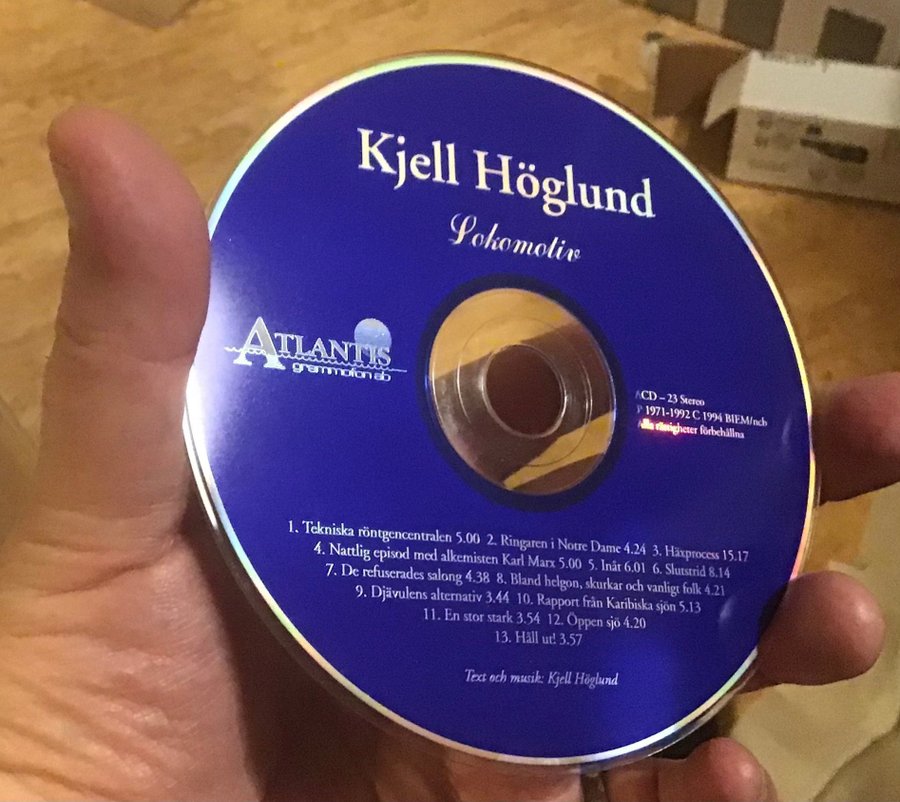 Kjell Höglund
Lokomotiv
ATLANTIS
grammofon ab
ACD – 23 Stereo
P 1971-1992 C 1994 BIEM/ncb
Alla rättigheter förbehållna
1. Tekniska röntgencentralen 5.00 2. Ringaren i Notre Dame 4.24 3. Häxprocess 15.17
4. Nattlig episod med alkemisten Karl Marx 5.00 5. Inåt 6.01 6. Slutstrid 8.14
7. De refuserades salong 4.38 8. Bland helgon, skurkar och vanligt folk 4.21
9. Djävulens alternativ 3.44 10. Rapport från Karibiska sjön 5.13
11. En stor stark 3.54 12. Öppen sjö 4.20
13. Håll ut! 3.57
Text och musik: Kjell Höglund